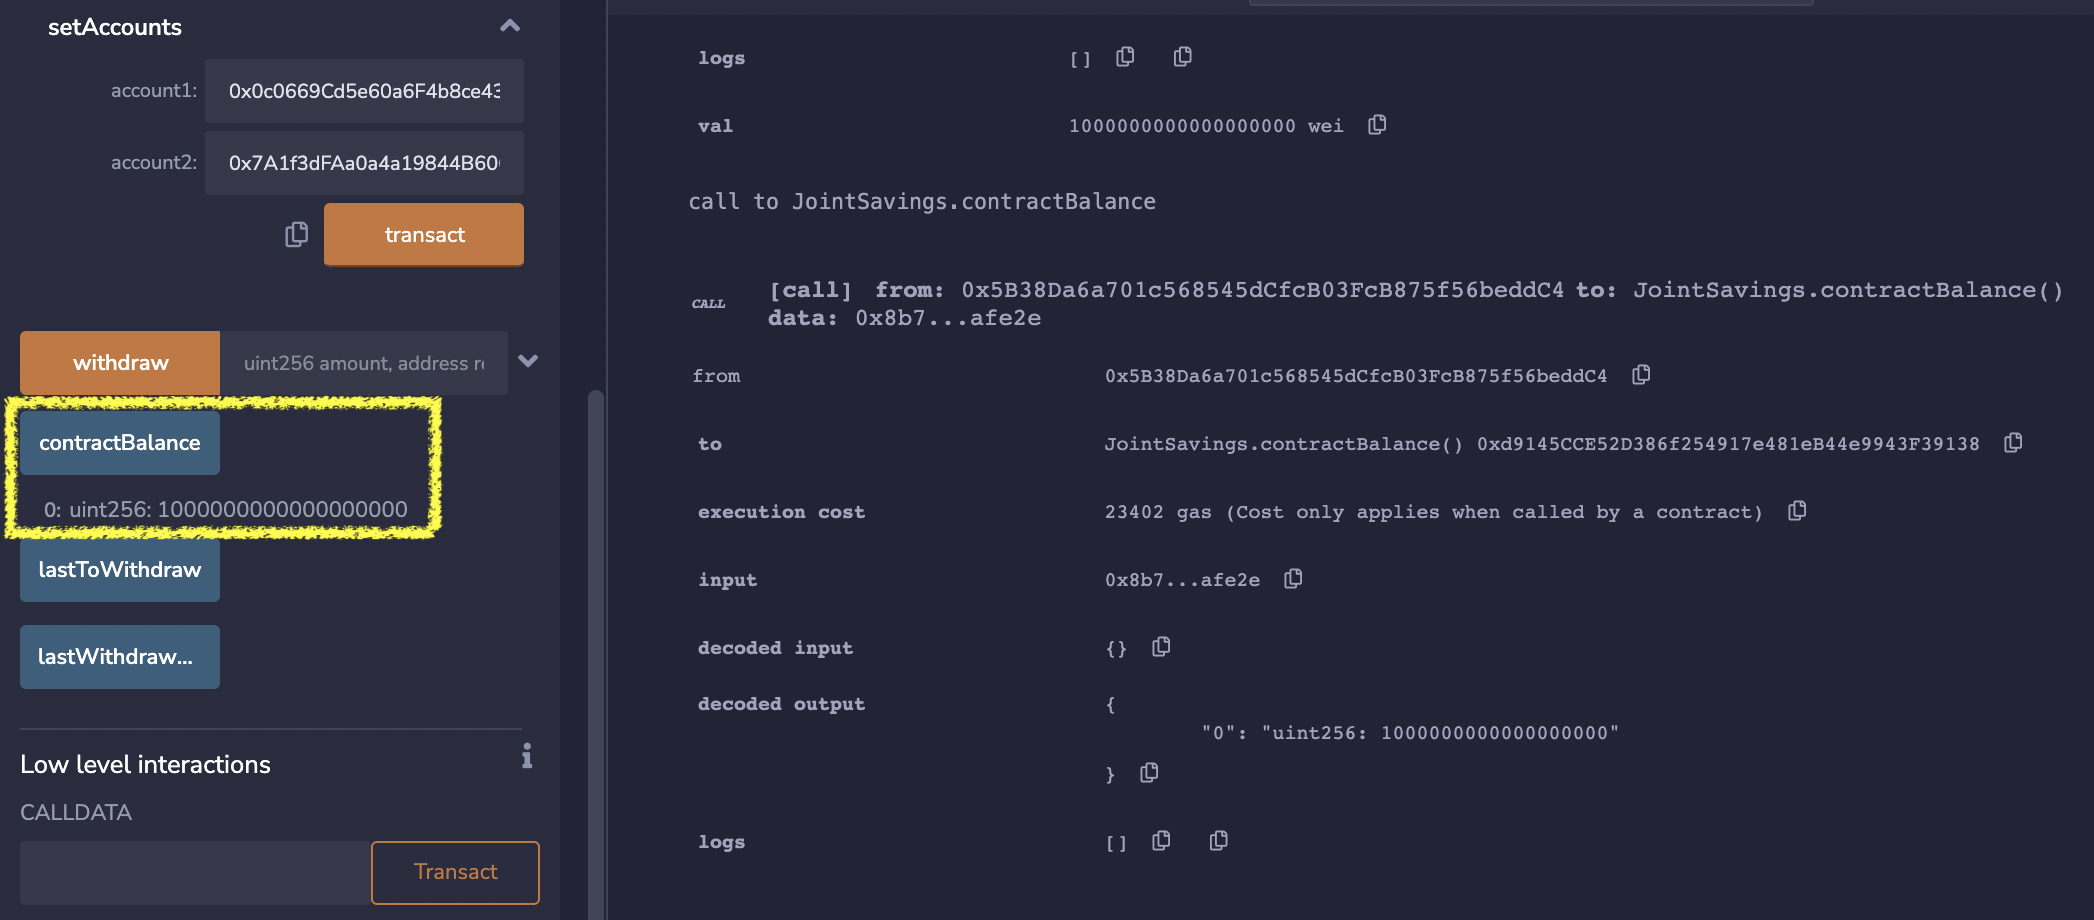 setAccounts
account1: 0x0c0669Cd5e60a6F4b8ce43
account2: 0x7A1f3dFAa0a4a19844B60
transact
withdraw uint256 amount, address re
contractBalance
0: uint256: 1000000000000000000
lastToWithdraw
lastWithdraw...
Low level interactions
CALLDATA
Transact
logs []
val 1000000000000000000 wei
call to JointSavings.contractBalance
CALL [call] from: 0x5B38Da6a701c568545dCfcB03FcB875f56beddC4 to: JointSavings.contractBalance()
data: 0x8b7...afe2e
from 0x5B38Da6a701c568545dCfcB03FcB875f56beddC4
to JointSavings.contractBalance() 0xd9145CCE52D386f254917e481eB44e9943F39138
execution cost 23402 gas (Cost only applies when called by a contract)
input 0x8b7...afe2e
decoded input {}
decoded output {
"0": "uint256: 1000000000000000000"
}
logs []